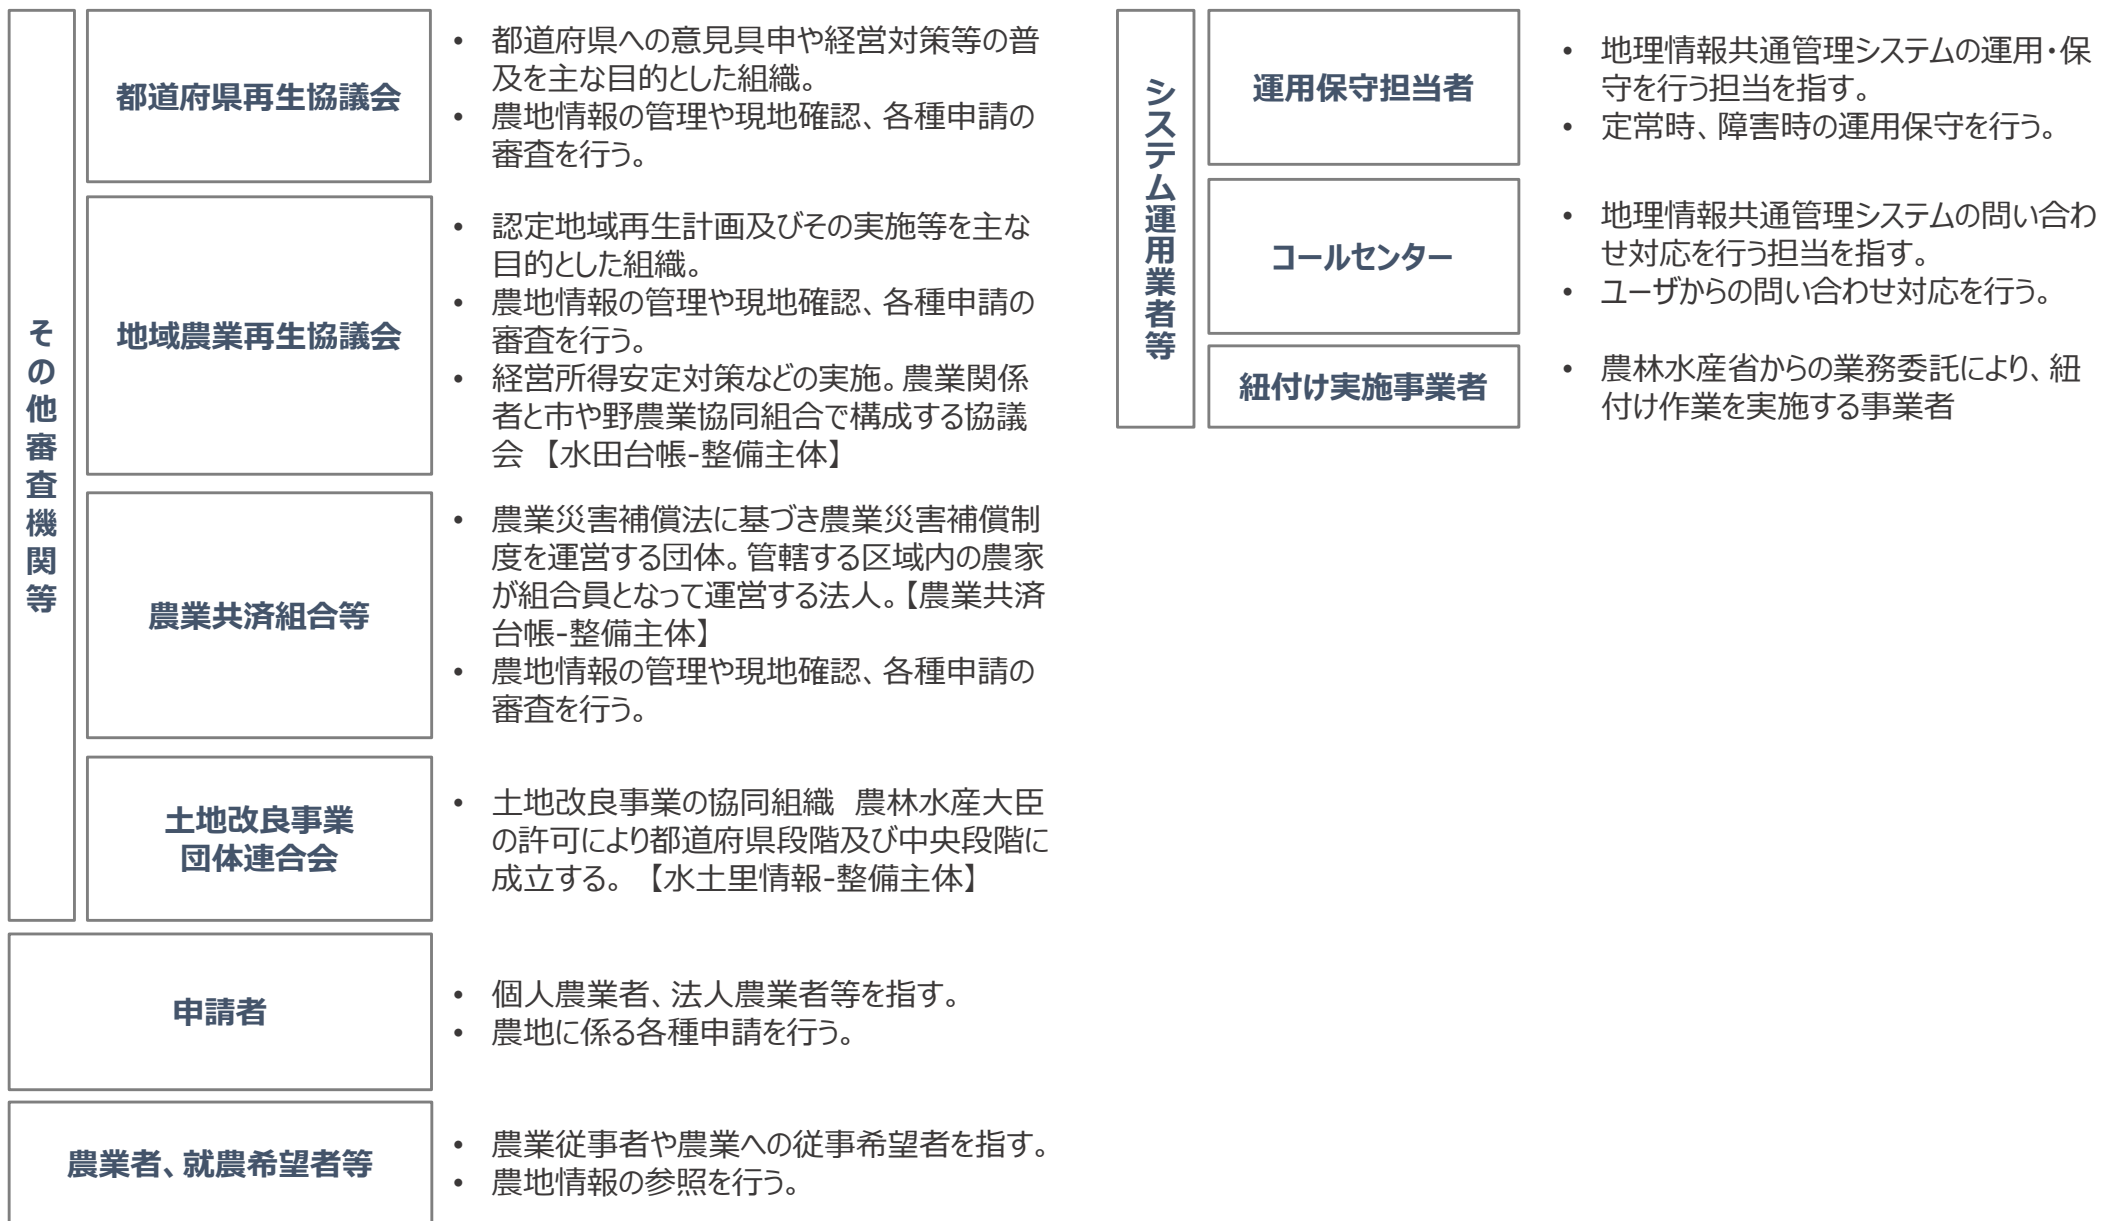 その他審査機関等
都道府県再生協議会
• 都道府県への意見具申や経営対策等の普
及を主な目的とした組織。
• 農地情報の管理や現地確認、各種申請の
審査を行う。
地域農業再生協議会
• 認定地域再生計画及びその実施等を主な
目的とした組織。
• 農地情報の管理や現地確認、各種申請の
審査を行う。
• 経営所得安定対策などの実施。農業関係
者と市や野農業協同組合で構成する協議
会 【水田台帳-整備主体】
農業共済組合等
• 農業災害補償法に基づき農業災害補償制
度を運営する団体。管轄する区域内の農家
が組合員となって運営する法人。【農業共済
台帳-整備主体】
• 農地情報の管理や現地確認、各種申請の
審査を行う。
土地改良事業
団体連合会
• 土地改良事業の協同組織 農林水産大臣
の許可により都道府県段階及び中央段階に
成立する。 【水土里情報-整備主体】
申請者
• 個人農業者、法人農業者等を指す。
• 農地に係る各種申請を行う。
農業者、就農希望者等
• 農業従事者や農業への従事希望者を指す。
• 農地情報の参照を行う。
システム運用業者等
運用保守担当者
• 地理情報共通管理システムの運用・保
守を行う担当を指す。
• 定常時、障害時の運用保守を行う。
コールセンター
• 地理情報共通管理システムの問い合わ
せ対応を行う担当を指す。
• ユーザからの問い合わせ対応を行う。
紐付け実施事業者
• 農林水産省からの業務委託により、紐
付け作業を実施する事業者